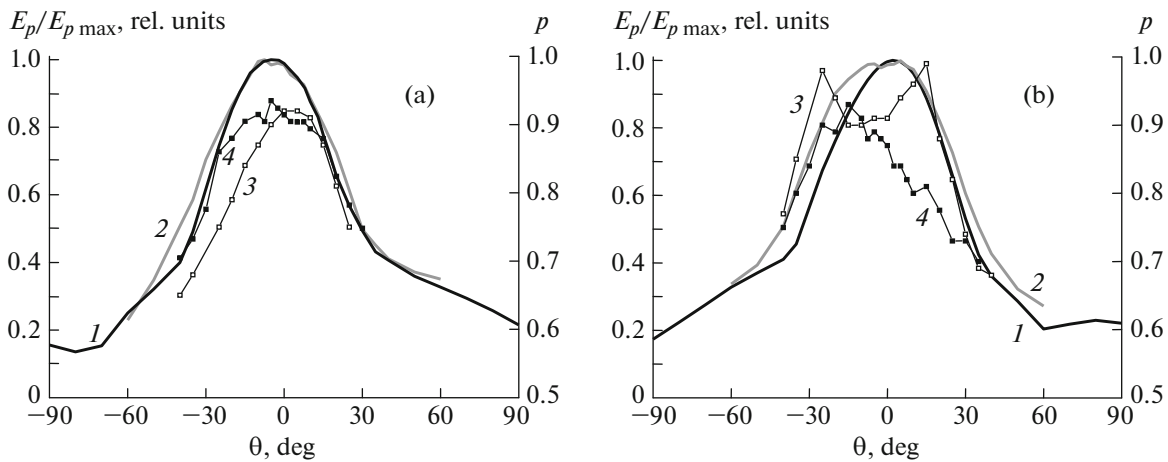 E_p/E_p max, rel. units p E_p/E_p max, rel. units p
1.0 1.0 1.0 1.0
(a) (b)
3
0.8 0.9 0.8 0.9
4
3
0.6 0.8 0.6 0.8
2 4
0.4 0.7 0.4 0.7
2
0.2 1 0.6 0.2 1 0.6
0 0.5 0 0.5
−90 −60 −30 0 30 60 90 −90 −60 −30 0 30 60 90
θ, deg θ, deg